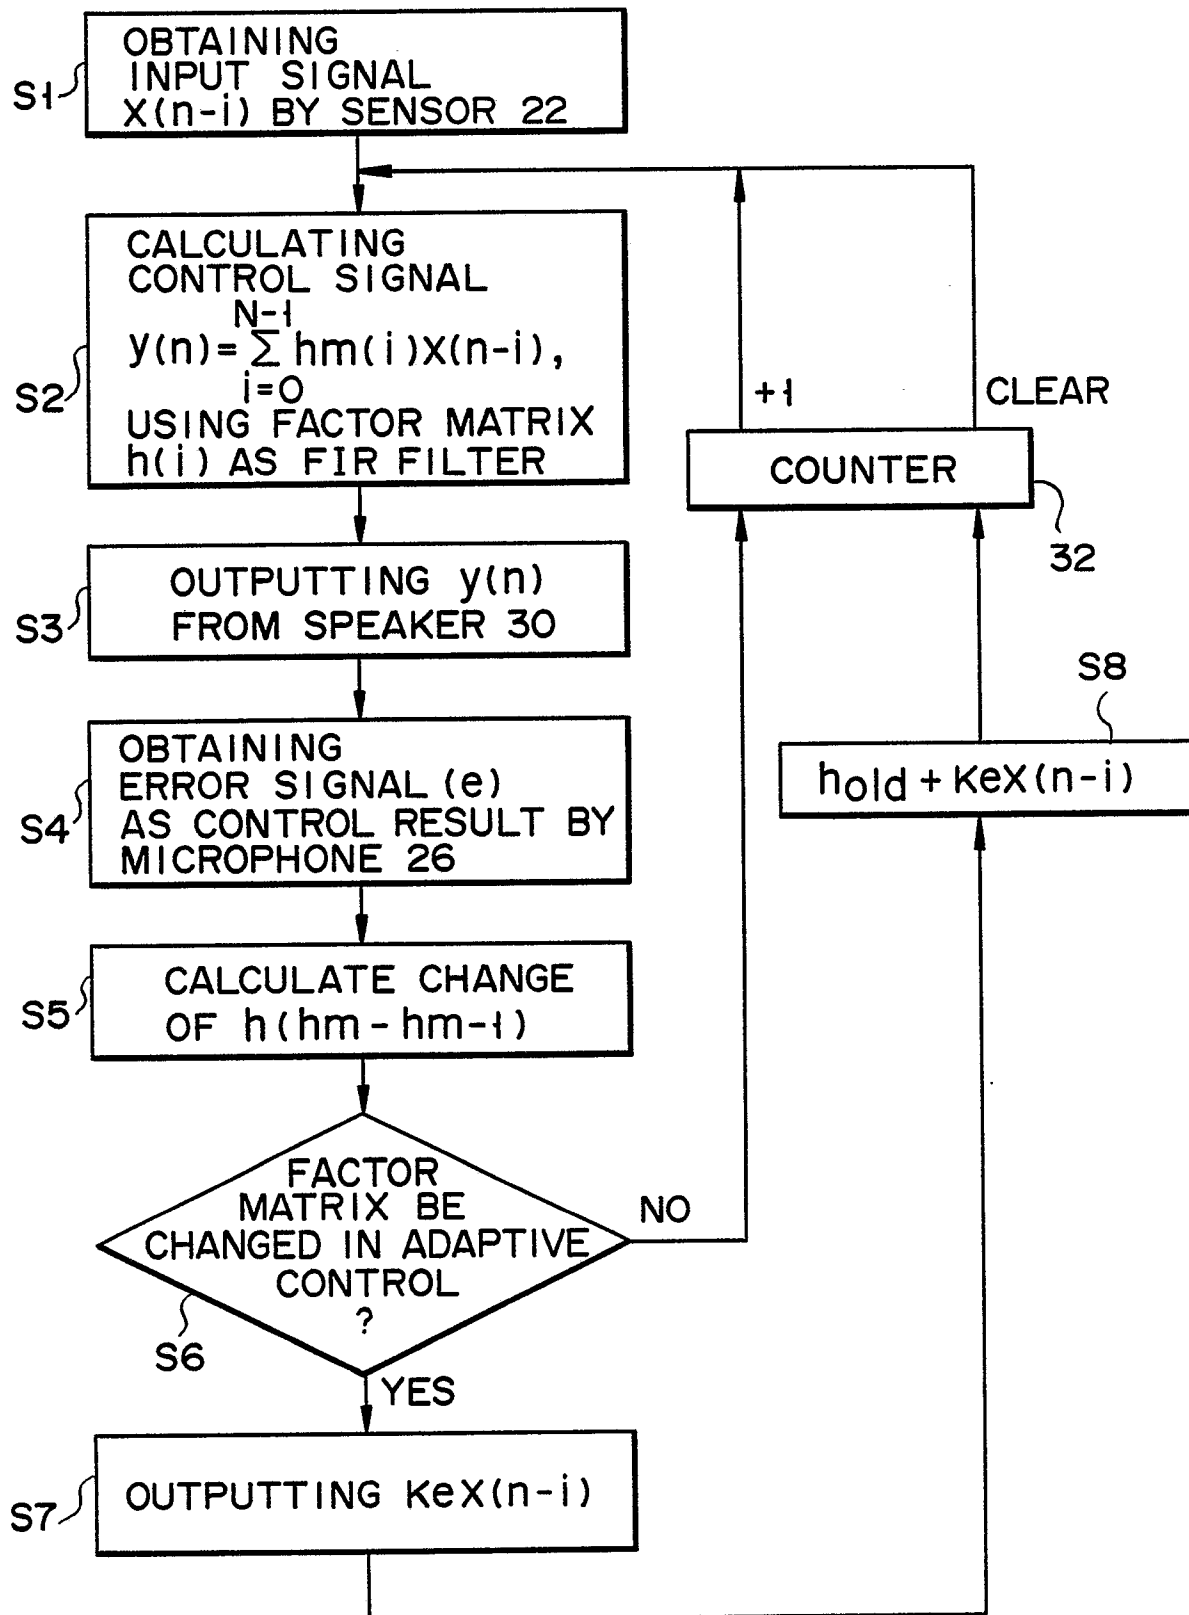 OBTAINING
INPUT SIGNAL
x(n-i) BY SENSOR 22
S1
CALCULATING
CONTROL SIGNAL
N-1
y(n)=Σ hm(i)x(n-i),
i=0
USING FACTOR MATRIX
h(i) AS FIR FILTER
S2
+1
CLEAR
COUNTER
32
OUTPUTTING y(n)
FROM SPEAKER 30
S3
OBTAINING
ERROR SIGNAL (e)
AS CONTROL RESULT BY
MICROPHONE 26
S4
S8
hold + Kex(n-i)
CALCULATE CHANGE
OF h(hm-hm-1)
S5
FACTOR
MATRIX BE
CHANGED IN ADAPTIVE
CONTROL
?
NO
S6
YES
OUTPUTTING Kex(n-i)
S7